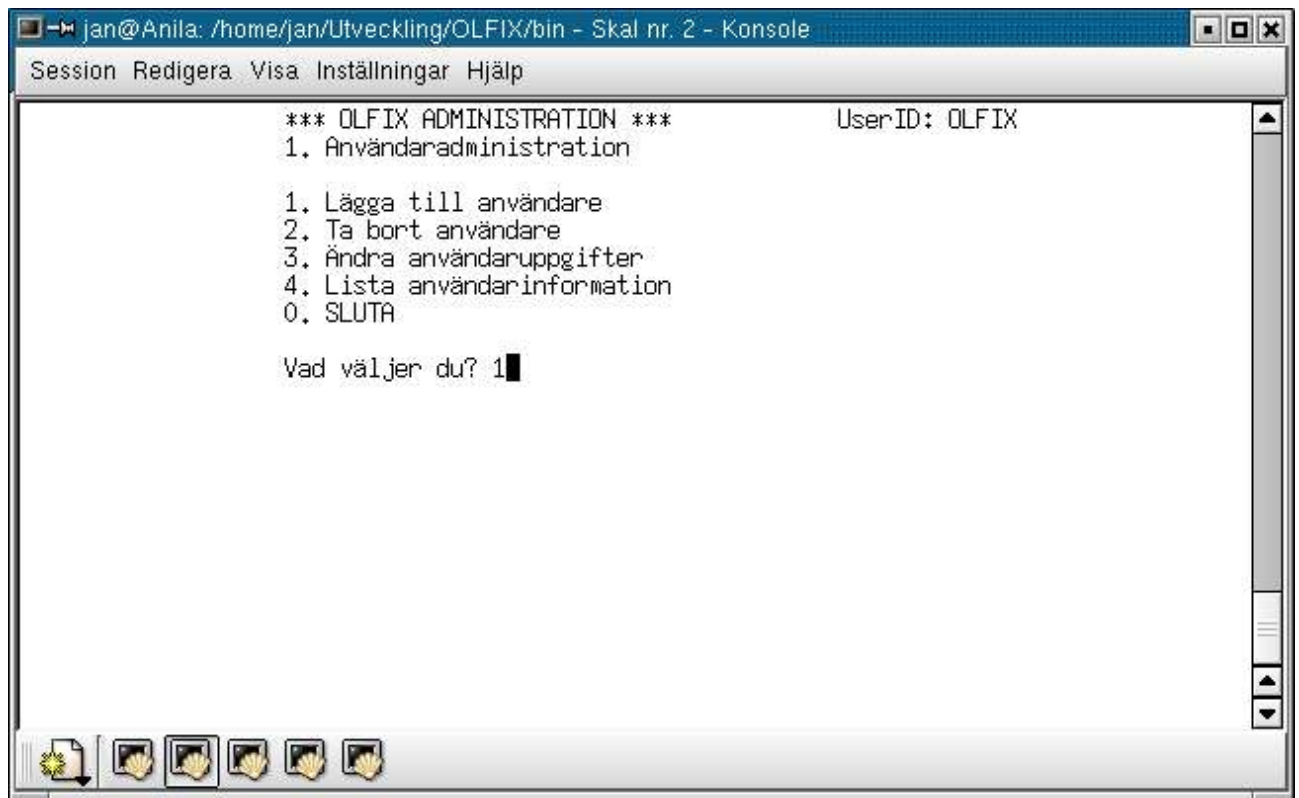 jan@Anila: /home/jan/Utveckling/OLFIX/bin - Skal nr. 2 - Konsole
Session Redigera Visa Inställningar Hjälp
*** OLFIX ADMINISTRATION *** UserID: OLFIX
1. Användaradministration
1. Lägga till användare
2. Ta bort användare
3. Ändra användaruppgifter
4. Lista användarinformation
0. SLUTA
Vad väljer du? 1